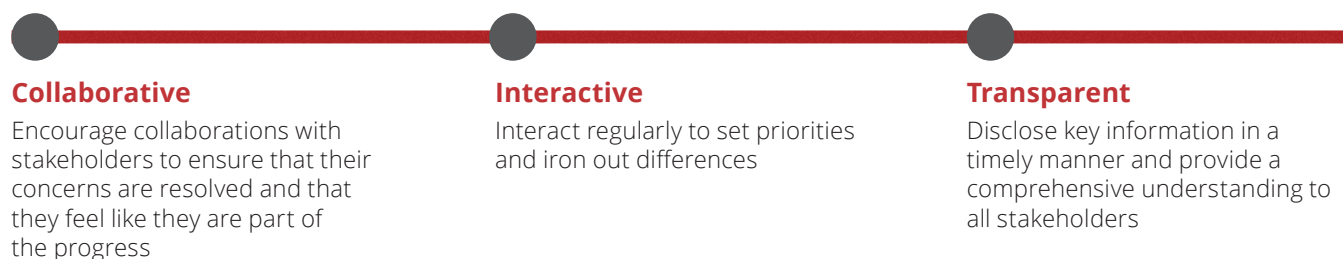 Collaborative
Encourage collaborations with
stakeholders to ensure that their
concerns are resolved and that
they feel like they are part of
the progress
Interactive
Interact regularly to set priorities
and iron out differences
Transparent
Disclose key information in a
timely manner and provide a
comprehensive understanding to
all stakeholders